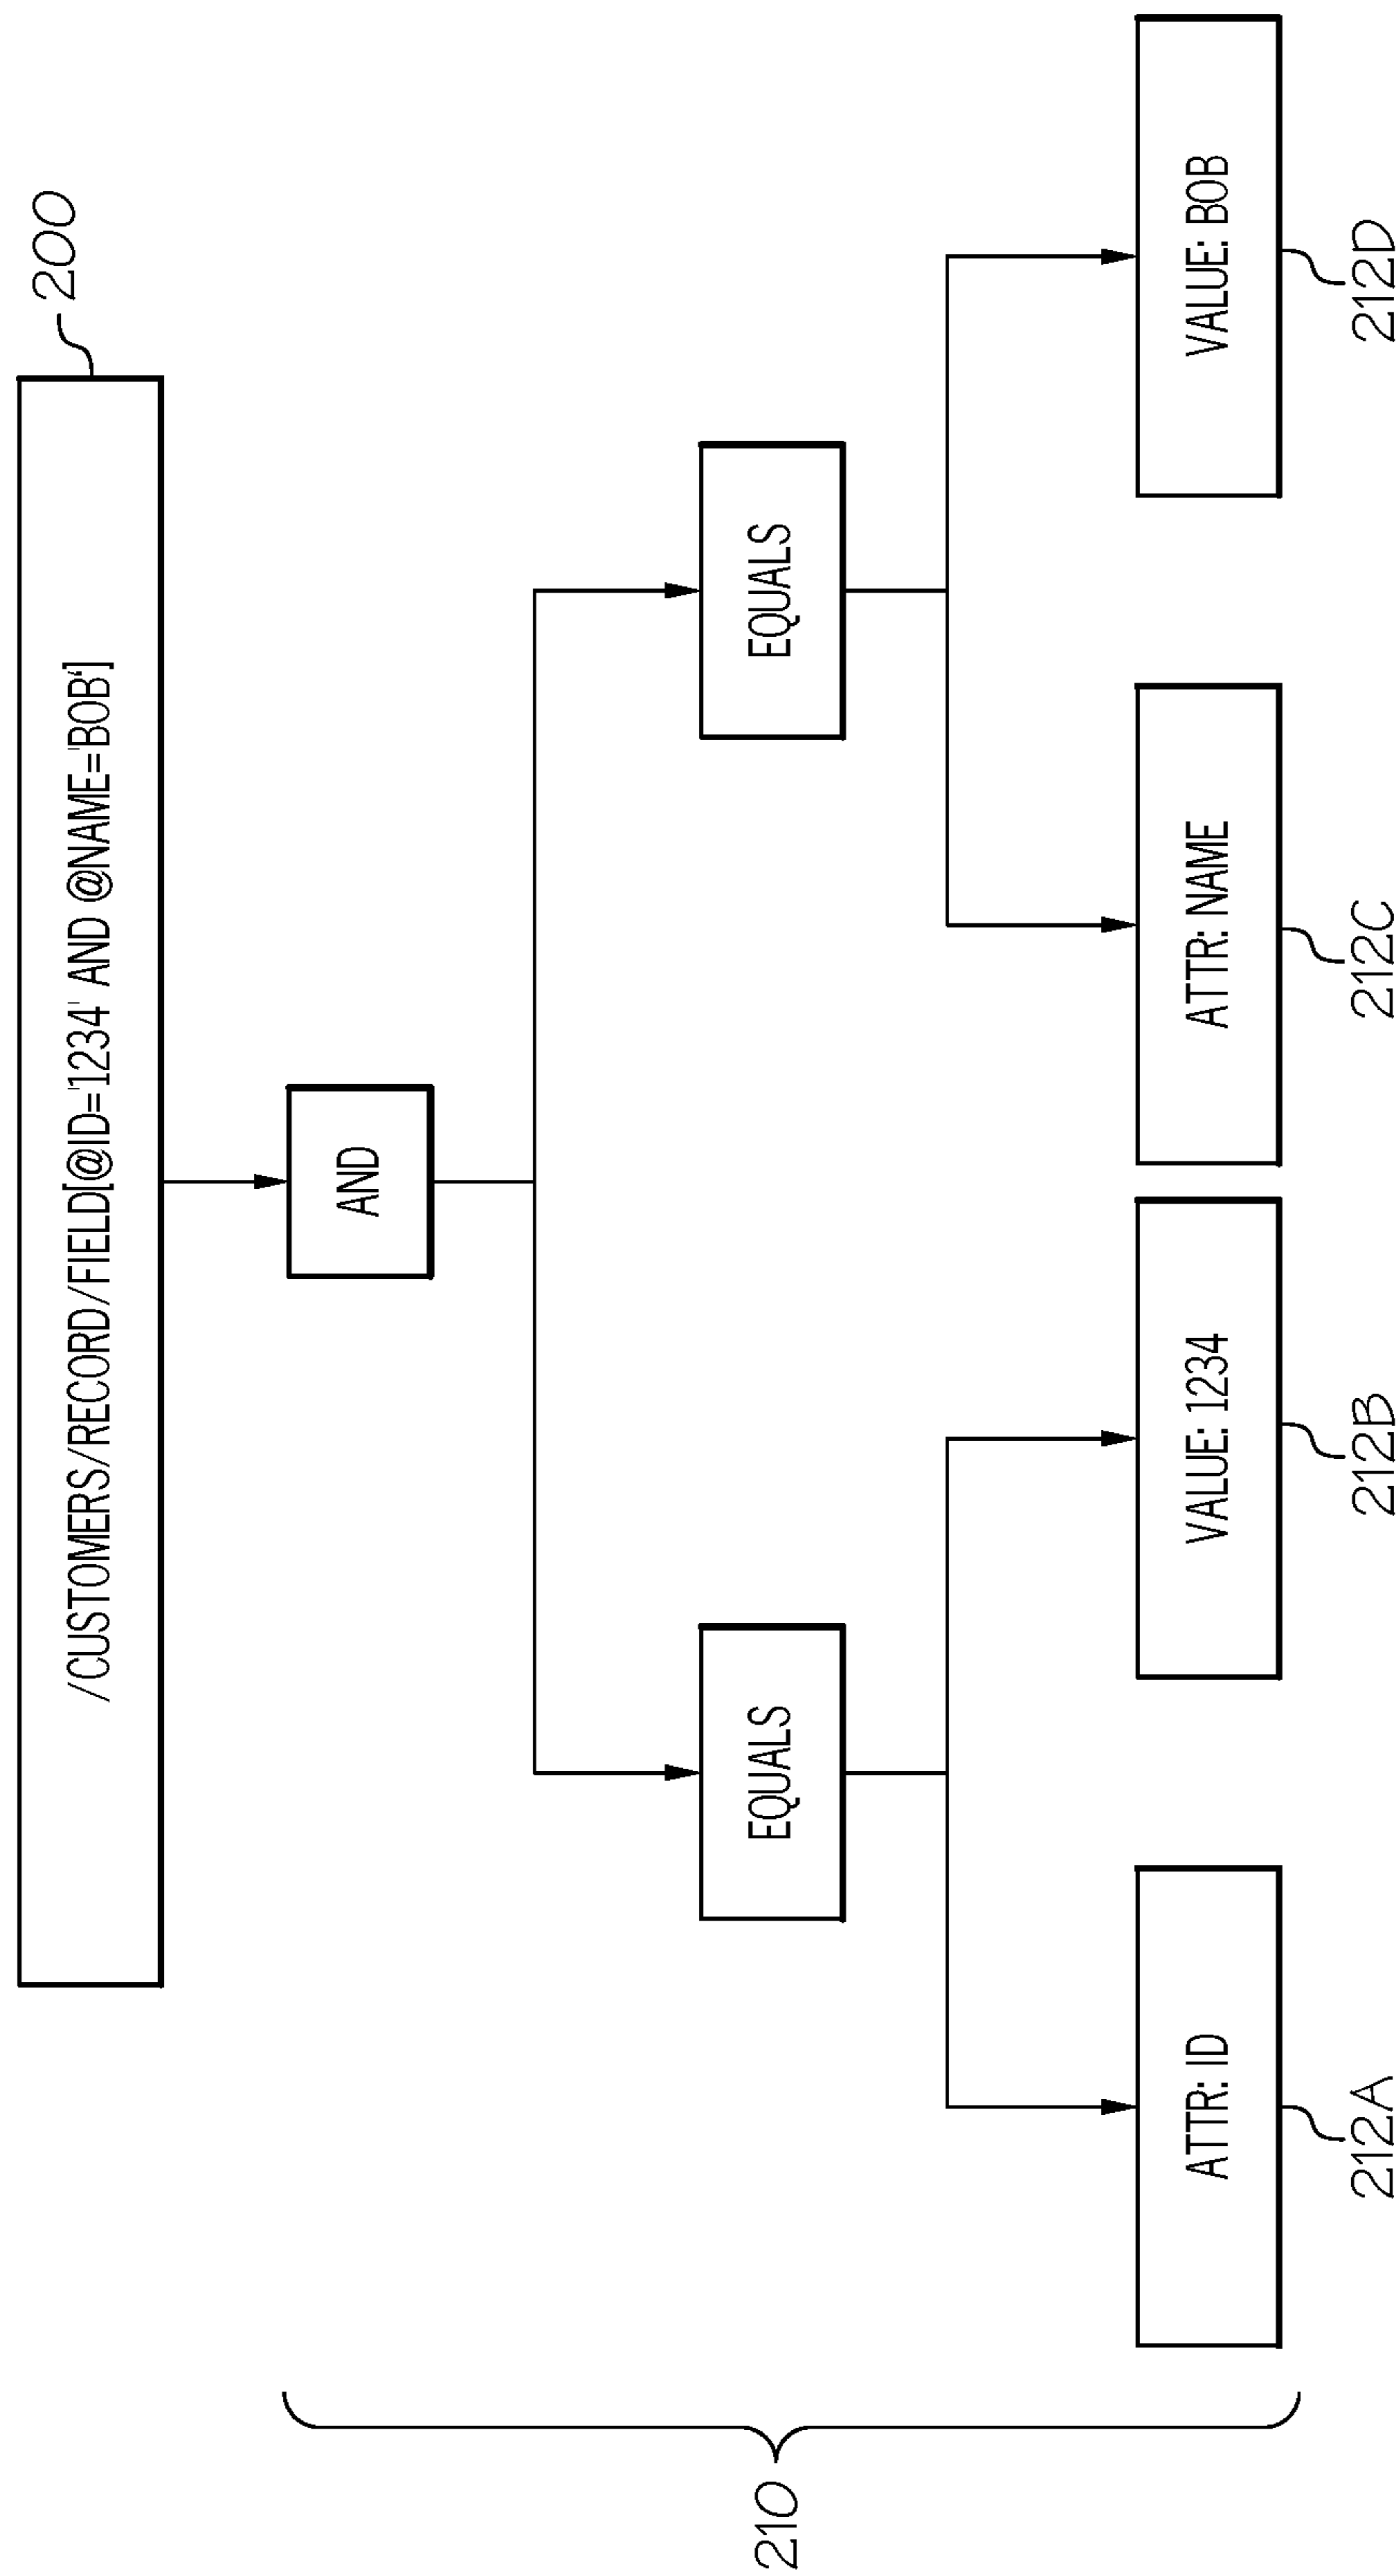 /CUSTOMERS/RECORD/FIELD[@ID='1234' AND @NAME='BOB']
200
AND
210
EQUALS
EQUALS
ATTR: ID
VALUE: 1234
ATTR: NAME
VALUE: BOB
212A
212B
212C
212D